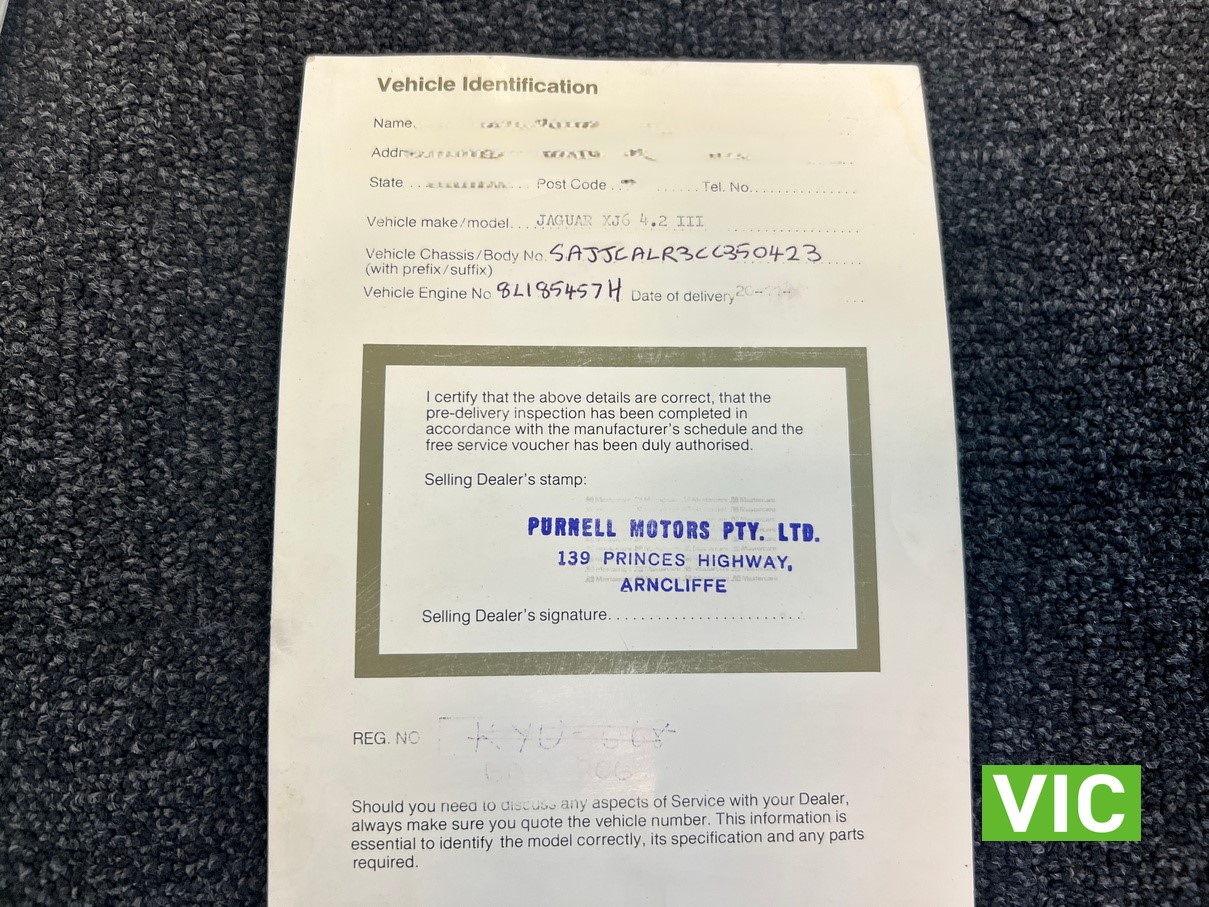 Vehicle Identification
Name.
Addr
State Post Code Tel. No.
Vehicle make/model.... JAGUAR XJ6 4.2 III
Vehicle Chassis/Body No. SAJJCALR3CC350423
(with prefix/suffix)
Vehicle Engine No 8L185457H Date of delivery
I certify that the above details are correct, that the
pre-delivery inspection has been completed in
accordance with the manufacturer's schedule and the
free service voucher has been duly authorised.
Selling Dealer's stamp:
PURNELL MOTORS PTY. LTD.
139 PRINCES HIGHWAY,
ARNCLIFFE
Selling Dealer's signature........................
REG. NO
Should you need to discuss any aspects of Service with your Dealer,
always make sure you quote the vehicle number. This information is
essential to identify the model correctly, its specification and any parts
required.
VIC